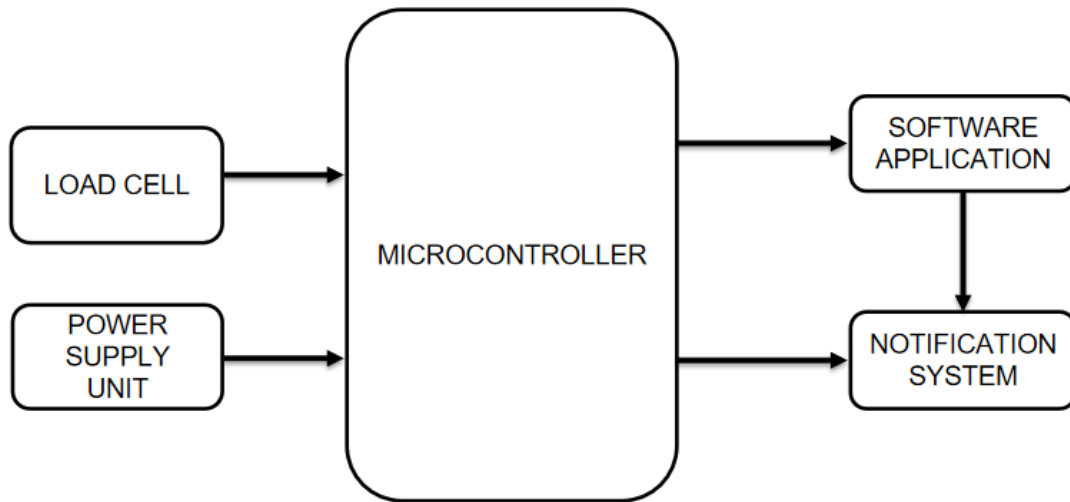 LOAD CELL
POWER
SUPPLY
UNIT
MICROCONTROLLER
SOFTWARE
APPLICATION
NOTIFICATION
SYSTEM